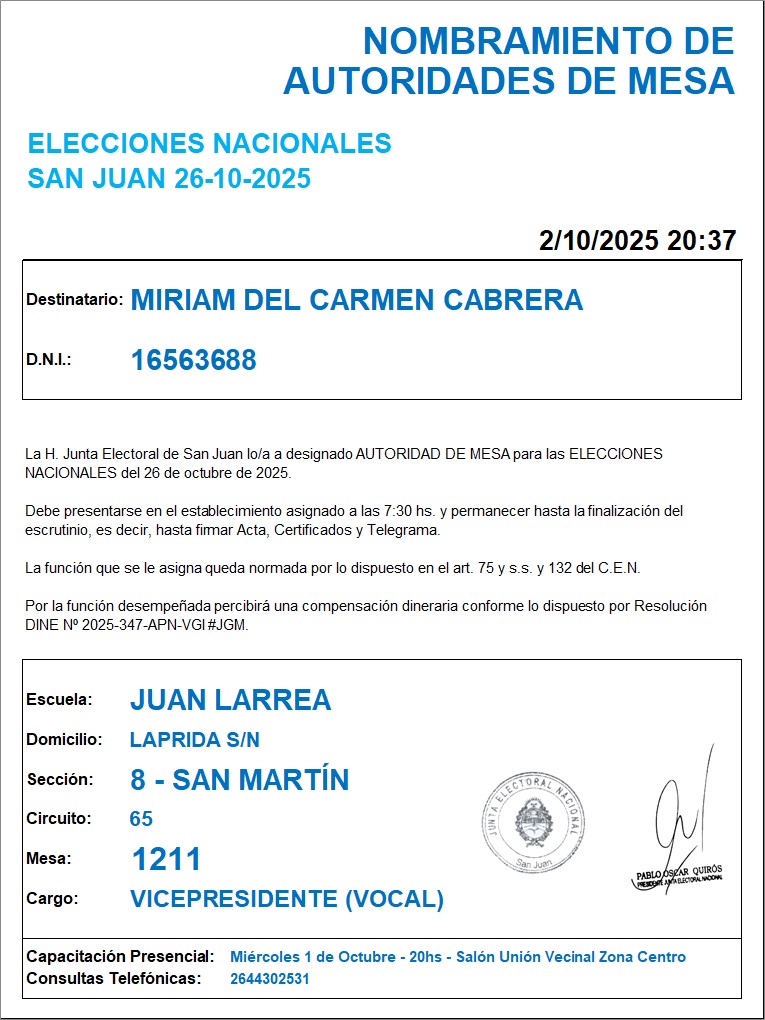 NOMBRAMIENTO DE
AUTORIDADES DE MESA
ELECCIONES NACIONALES
SAN JUAN 26-10-2025
2/10/2025 20:37
Destinatario: MIRIAM DEL CARMEN CABRERA
D.N.I.: 16563688
La H. Junta Electoral de San Juan lo/a a designado AUTORIDAD DE MESA para las ELECCIONES
NACIONALES del 26 de octubre de 2025.
Debe presentarse en el establecimiento asignado a las 7:30 hs. y permanecer hasta la finalización del
escrutinio, es decir, hasta firmar Acta, Certificados y Telegrama.
La función que se le asigna queda normada por lo dispuesto en el art. 75 y s.s. y 132 del C.E.N.
Por la función desempeñada percibirá una compensación dineraria conforme lo dispuesto por Resolución
DINE Nº 2025-347-APN-VGI#JGM.
Escuela: JUAN LARREA
Domicilio: LAPRIDA S/N
Sección: 8 - SAN MARTÍN
Circuito: 65
Mesa: 1211
Cargo: VICEPRESIDENTE (VOCAL)
JUNTA ELECTORAL NACIONAL
San Juan
PABLO OSCAR QUIRÓS
PRESIDENTE JUNTA ELECTORAL NACIONAL
Capacitación Presencial: Miércoles 1 de Octubre - 20hs - Salón Unión Vecinal Zona Centro
Consultas Telefónicas: 2644302531